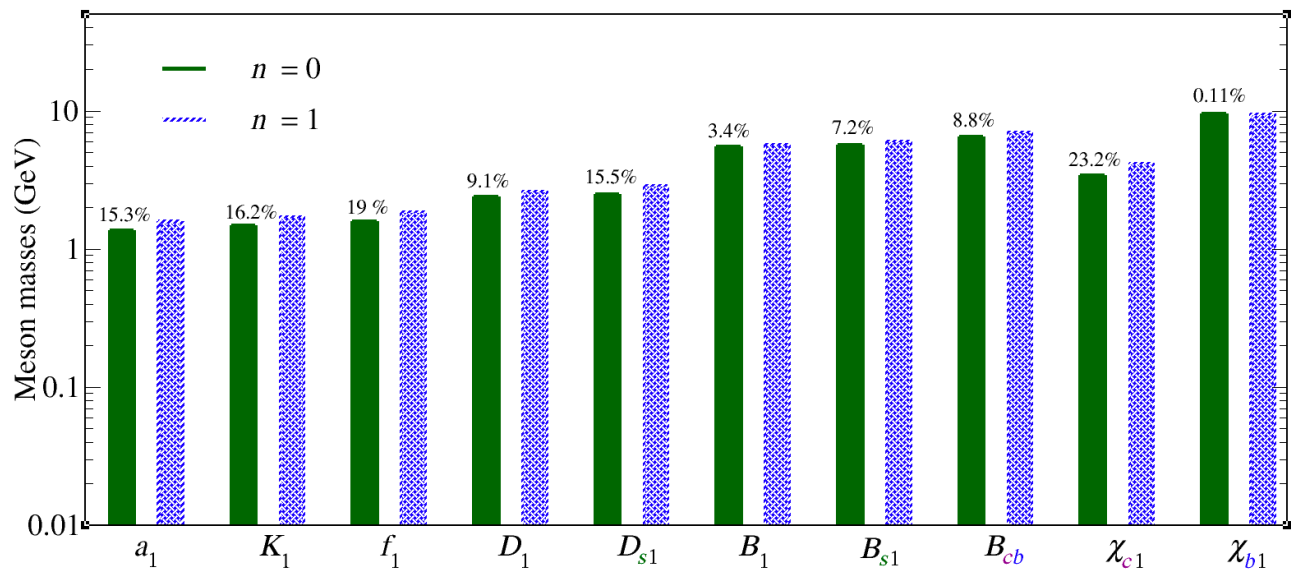 n = 0
n = 1
Meson masses (GeV)
10
1
0.1
0.01
15.3%
16.2%
19 %
9.1%
15.5%
3.4%
7.2%
8.8%
23.2%
0.11%
a1
K1
f1
D1
Ds1
B1
Bs1
Bcb
χc1
χb1